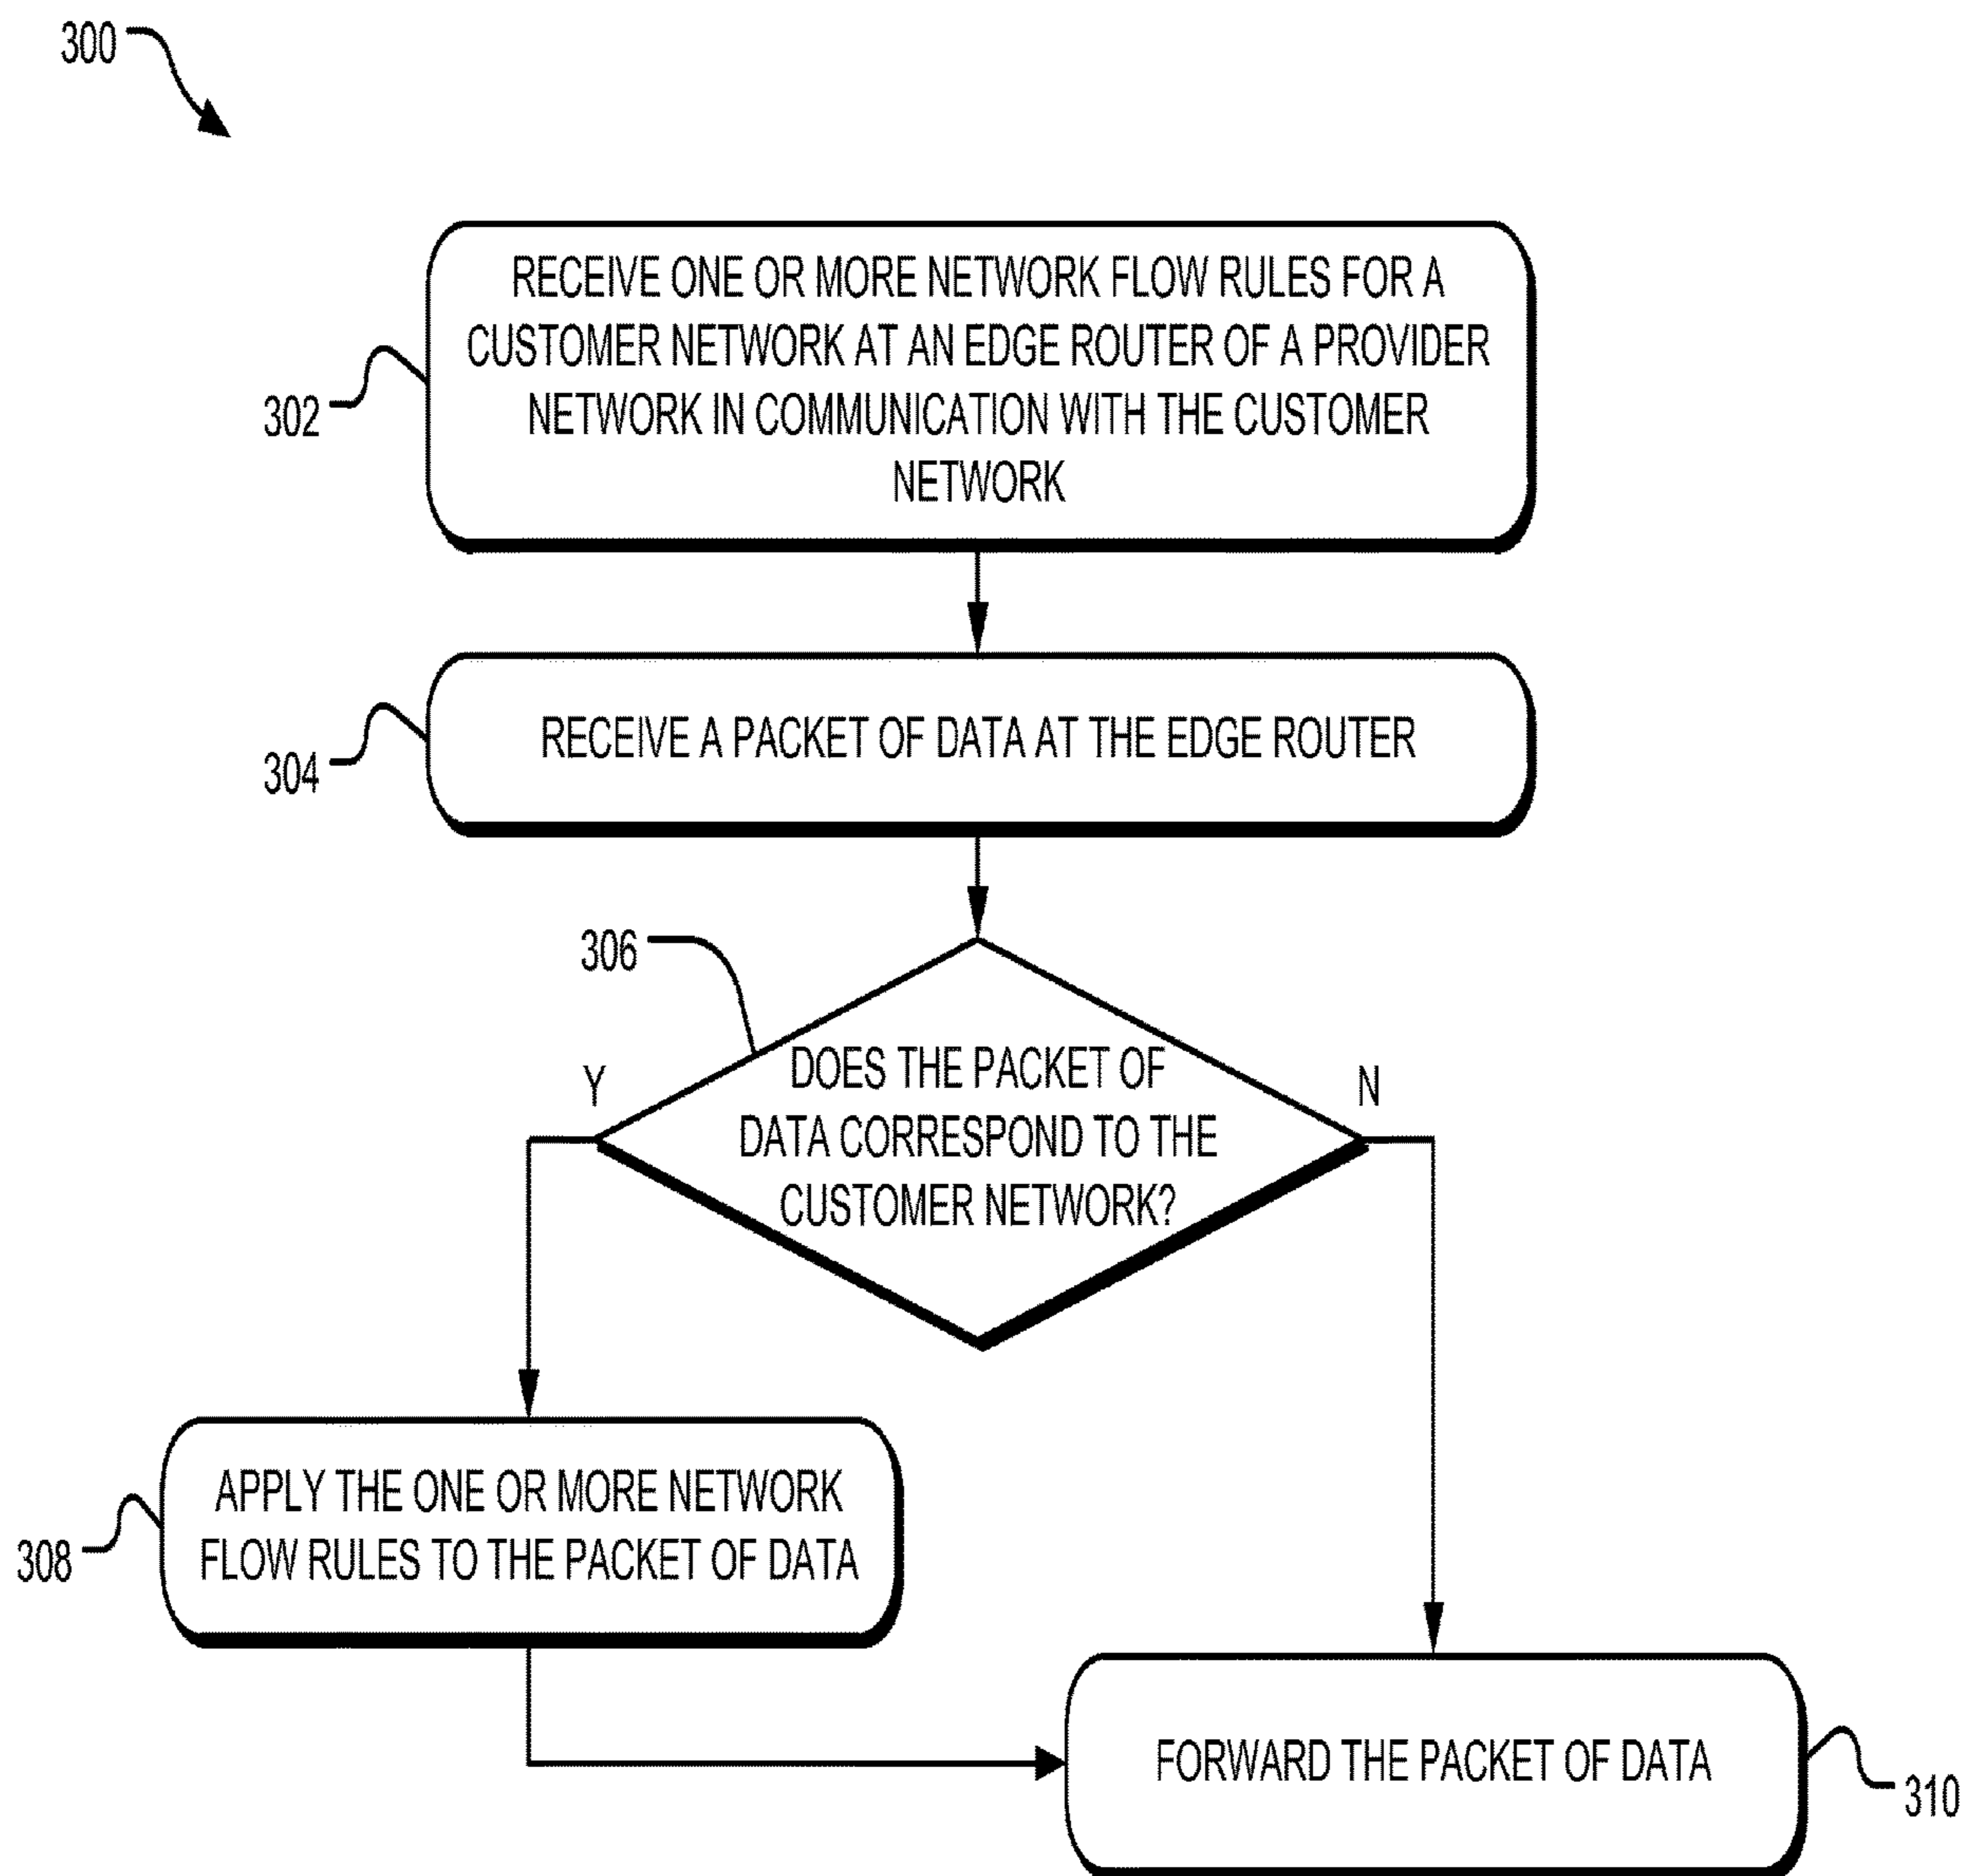 300
RECEIVE ONE OR MORE NETWORK FLOW RULES FOR A
CUSTOMER NETWORK AT AN EDGE ROUTER OF A PROVIDER
NETWORK IN COMMUNICATION WITH THE CUSTOMER
NETWORK
302
RECEIVE A PACKET OF DATA AT THE EDGE ROUTER
304
306
DOES THE PACKET OF
DATA CORRESPOND TO THE
CUSTOMER NETWORK?
Y
N
APPLY THE ONE OR MORE NETWORK
FLOW RULES TO THE PACKET OF DATA
308
FORWARD THE PACKET OF DATA
310